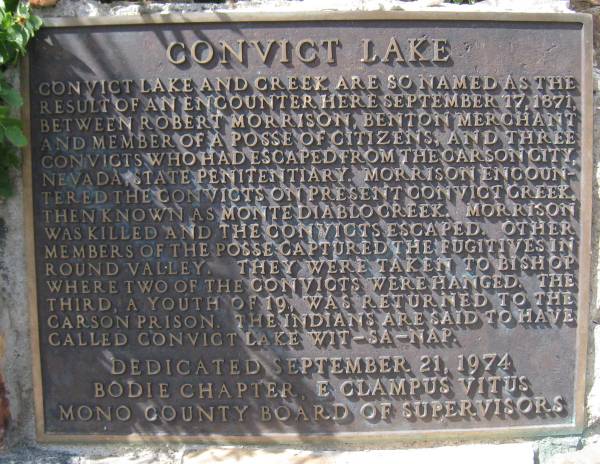 CONVICT LAKE
CONVICT LAKE AND CREEK ARE SO NAMED AS THE
RESULT OF AN ENCOUNTER HERE SEPTEMBER 17, 1871,
BETWEEN ROBERT MORRISON, BENTON MERCHANT
AND MEMBER OF A POSSE OF CITIZENS, AND THREE
CONVICTS WHO HAD ESCAPED FROM THE CARSON CITY,
NEVADA, STATE PENITENTIARY. MORRISON ENCOUN-
TERED THE CONVICTS ON PRESENT CONVICT CREEK,
THEN KNOWN AS MONTE DIABLO CREEK. MORRISON
WAS KILLED AND THE CONVICTS ESCAPED. OTHER
MEMBERS OF THE POSSE CAPTURED THE FUGITIVES IN
ROUND VALLEY. THEY WERE TAKEN TO BISHOP
WHERE TWO OF THE CONVICTS WERE HANGED. THE
THIRD, A YOUTH OF 19, WAS RETURNED TO THE
CARSON PRISON. THE INDIANS ARE SAID TO HAVE
CALLED CONVICT LAKE WIT-SA-NAP.
DEDICATED SEPTEMBER 21, 1974
BODIE CHAPTER, E CLAMPUS VITUS
MONO COUNTY BOARD OF SUPERVISORS